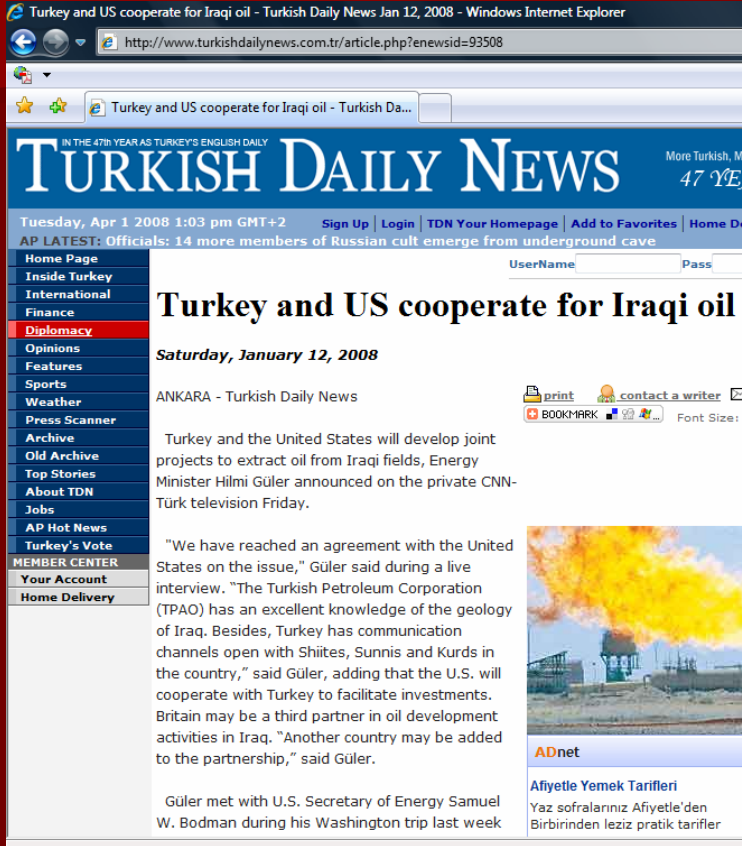 Turkey and US cooperate for Iraqi oil - Turkish Daily News Jan 12, 2008 - Windows Internet Explorer
http://www.turkishdailynews.com.tr/article.php?enewsid=93508
Turkey and US cooperate for Iraqi oil - Turkish Da...
IN THE 47th YEAR AS TURKEY'S ENGLISH DAILY
TURKISH DAILY NEWS
More Turkish, M
47 YE
Tuesday, Apr 1 2008 1:03 pm GMT+2
Sign Up | Login | TDN Your Homepage | Add to Favorites | Home De
AP LATEST: Officials: 14 more members of Russian cult emerge from underground cave
Home Page
Inside Turkey
International
Finance
Diplomacy
Opinions
Features
Sports
Weather
Press Scanner
Archive
Old Archive
Top Stories
About TDN
Jobs
AP Hot News
Turkey's Vote
MEMBER CENTER
Your Account
Home Delivery
UserName
Pass
Turkey and US cooperate for Iraqi oil
Saturday, January 12, 2008
ANKARA - Turkish Daily News
print
contact a writer
BOOKMARK
Font Size:
Turkey and the United States will develop joint
projects to extract oil from Iraqi fields, Energy
Minister Hilmi Güler announced on the private CNN-
Türk television Friday.
"We have reached an agreement with the United
States on the issue," Güler said during a live
interview. “The Turkish Petroleum Corporation
(TPAO) has an excellent knowledge of the geology
of Iraq. Besides, Turkey has communication
channels open with Shiites, Sunnis and Kurds in
the country,” said Güler, adding that the U.S. will
cooperate with Turkey to facilitate investments.
Britain may be a third partner in oil development
activities in Iraq. “Another country may be added
to the partnership,” said Güler.
Güler met with U.S. Secretary of Energy Samuel
W. Bodman during his Washington trip last week
ADnet
Afiyetle Yemek Tarifleri
Yaz sofralarınız Afiyetle'den
Birbirinden leziz pratik tarifler